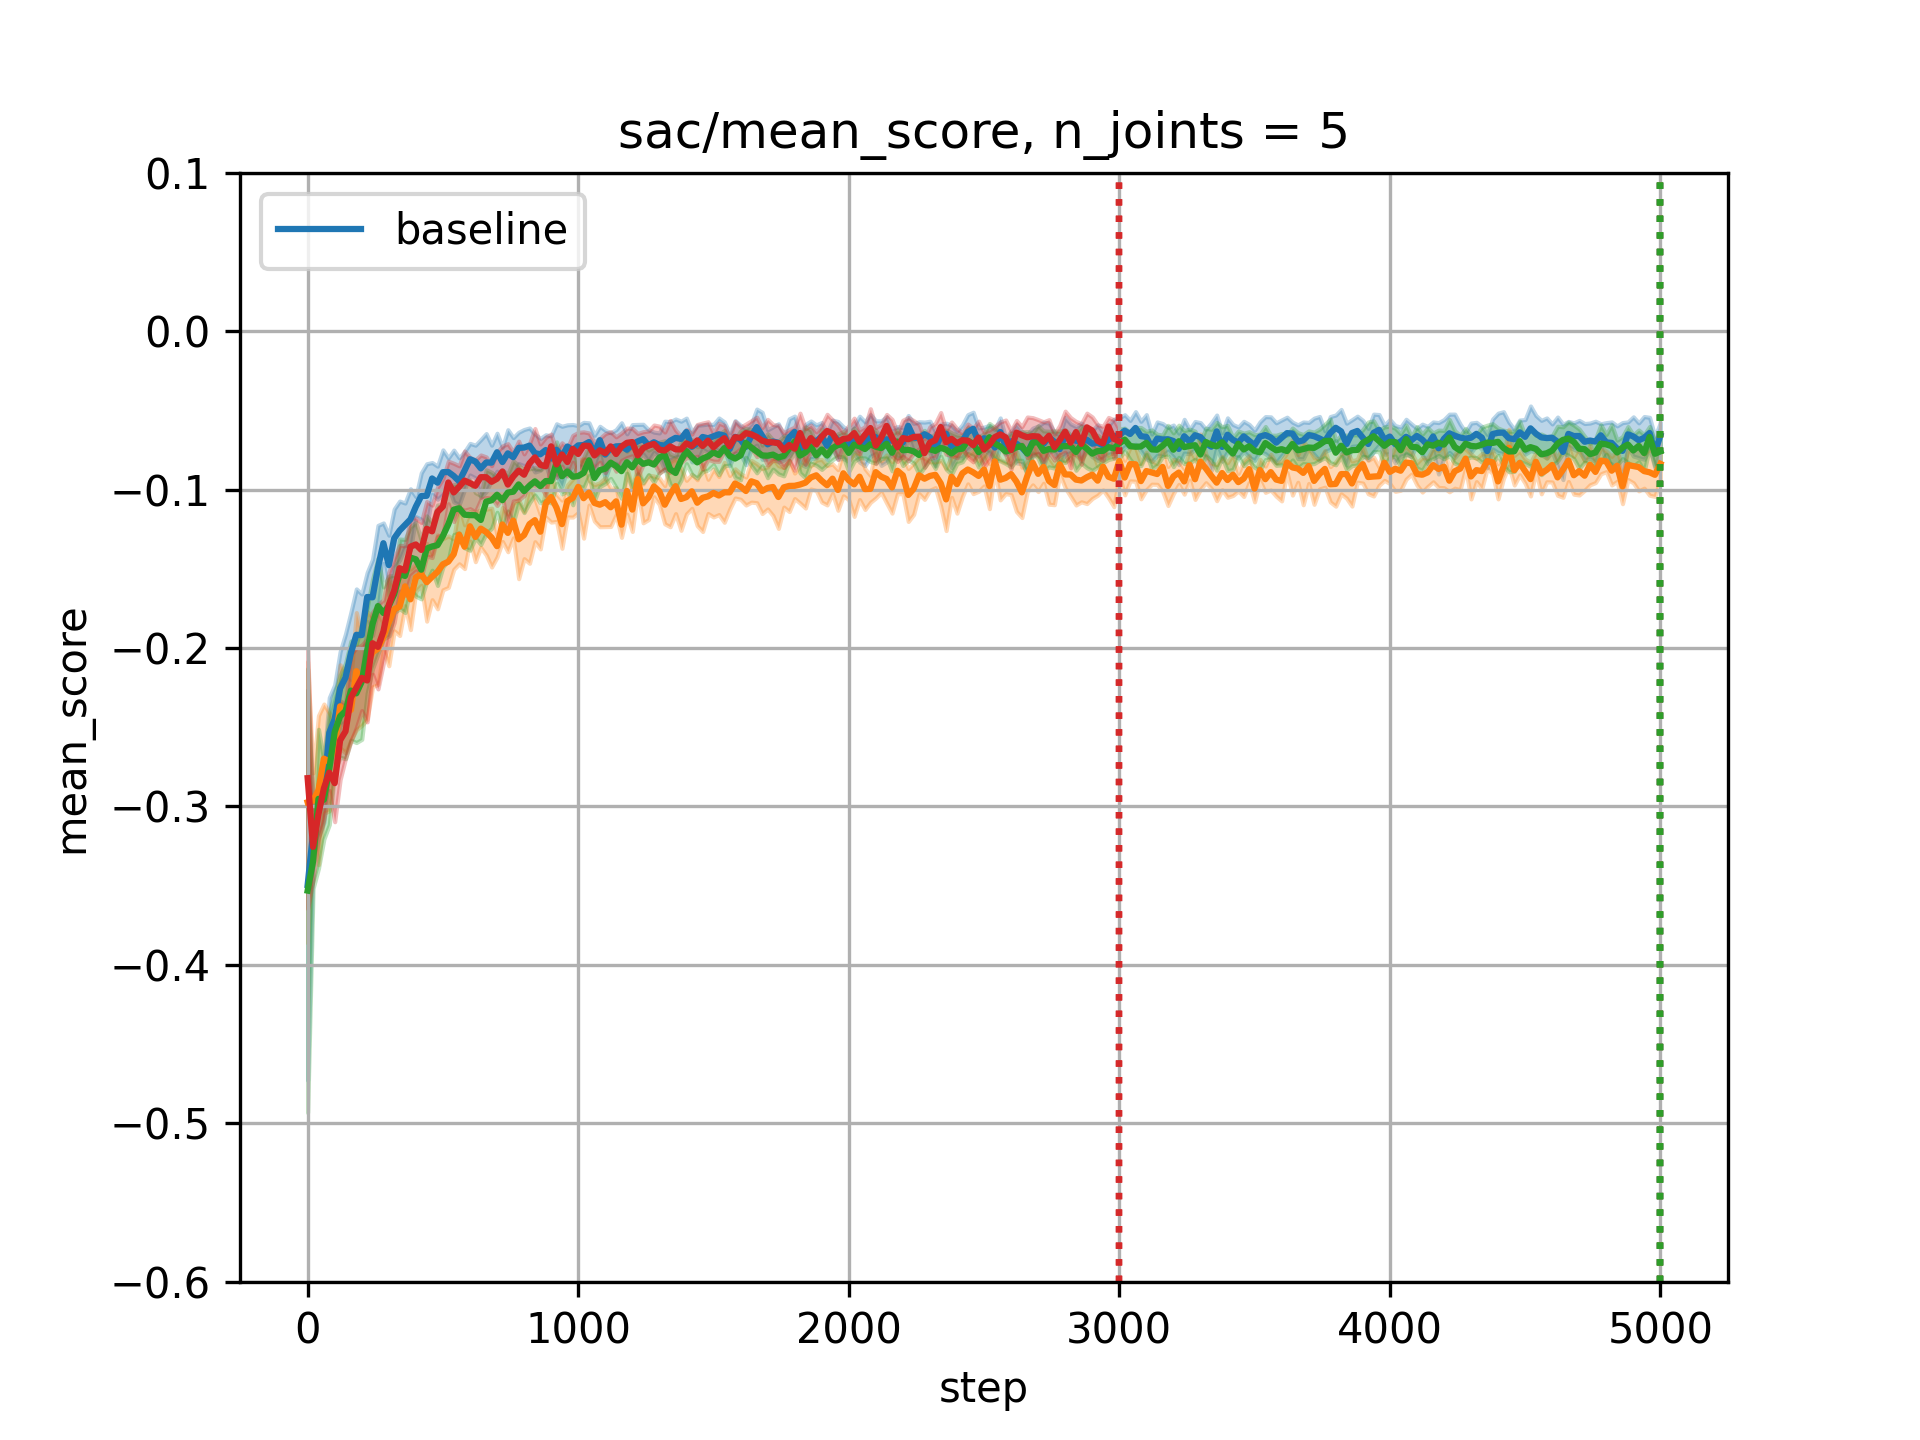 sac/mean_score, n_joints = 5
baseline
0.1
0.0
−0.1
−0.2
−0.3
−0.4
−0.5
−0.6
mean_score
0 1000 2000 3000 4000 5000
step